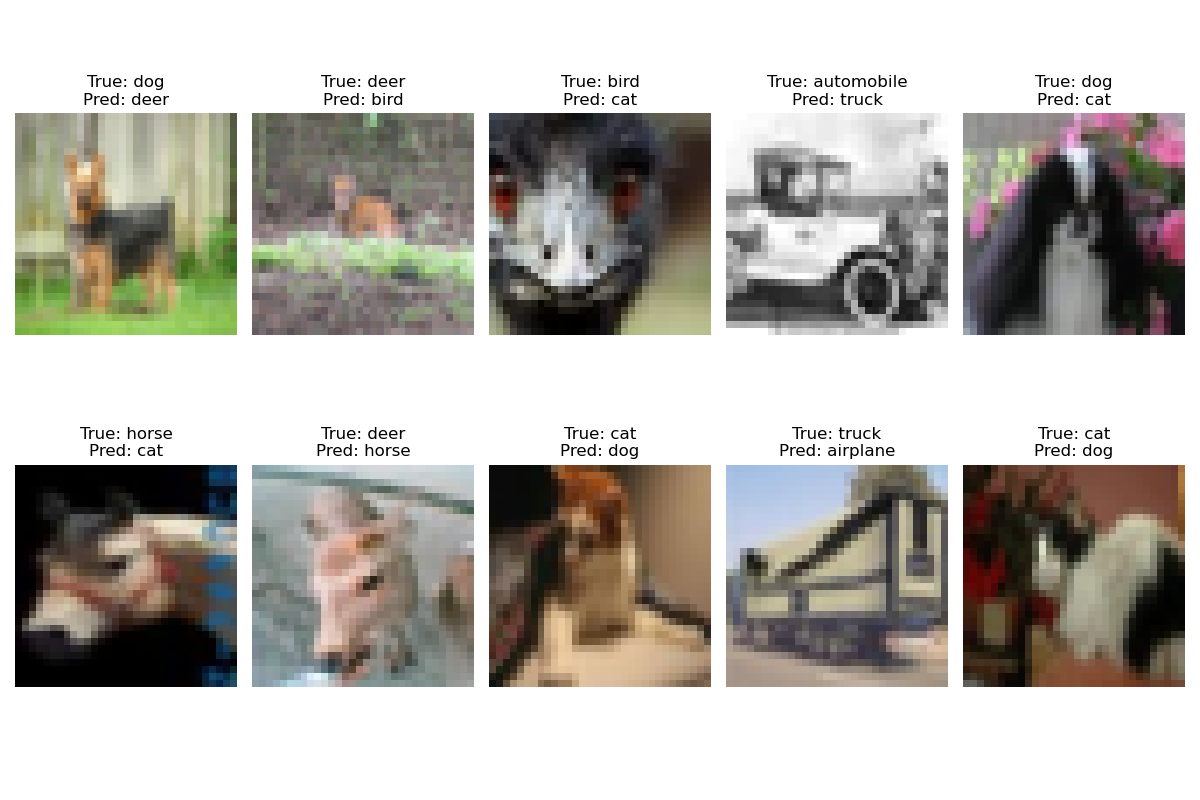 True: dog
Pred: deer
True: deer
Pred: bird
True: bird
Pred: cat
True: automobile
Pred: truck
True: dog
Pred: cat
True: horse
Pred: cat
True: deer
Pred: horse
True: cat
Pred: dog
True: truck
Pred: airplane
True: cat
Pred: dog